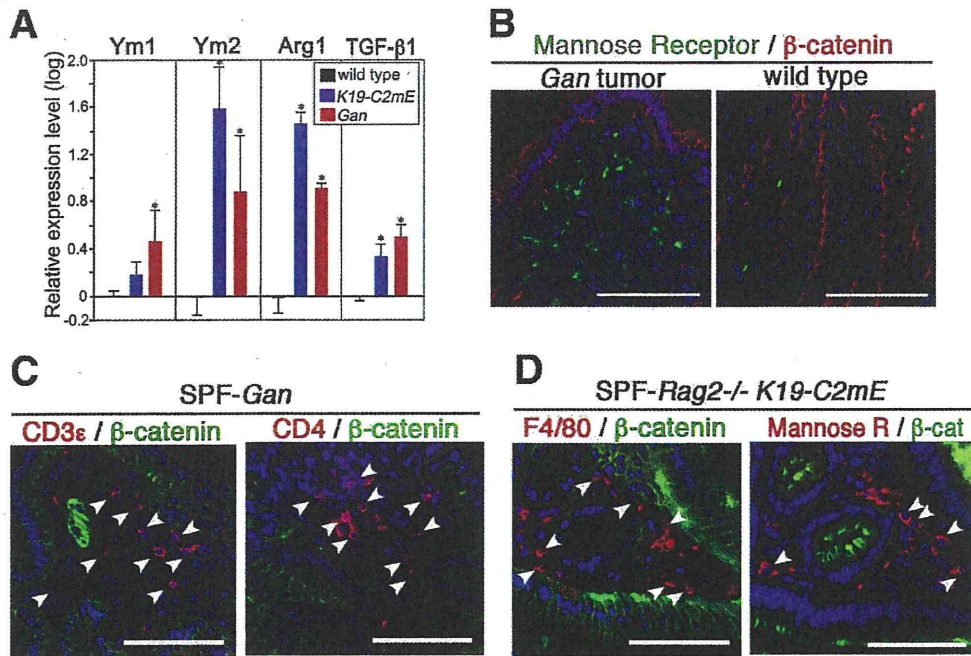 A
Ym1 Ym2 Arg1 TGF-β1
Relative expression level (log)
2.0
1.6
1.2
0.8
0.4
0
-0.2
wild type
K19-C2mE
Gan
* * * * * * *
B
Mannose Receptor / β-catenin
Gan tumor wild type
C
SPF-Gan
CD3ε / β-catenin CD4 / β-catenin
D
SPF-Rag2-/- K19-C2mE
F4/80 / β-catenin Mannose R / β-cat